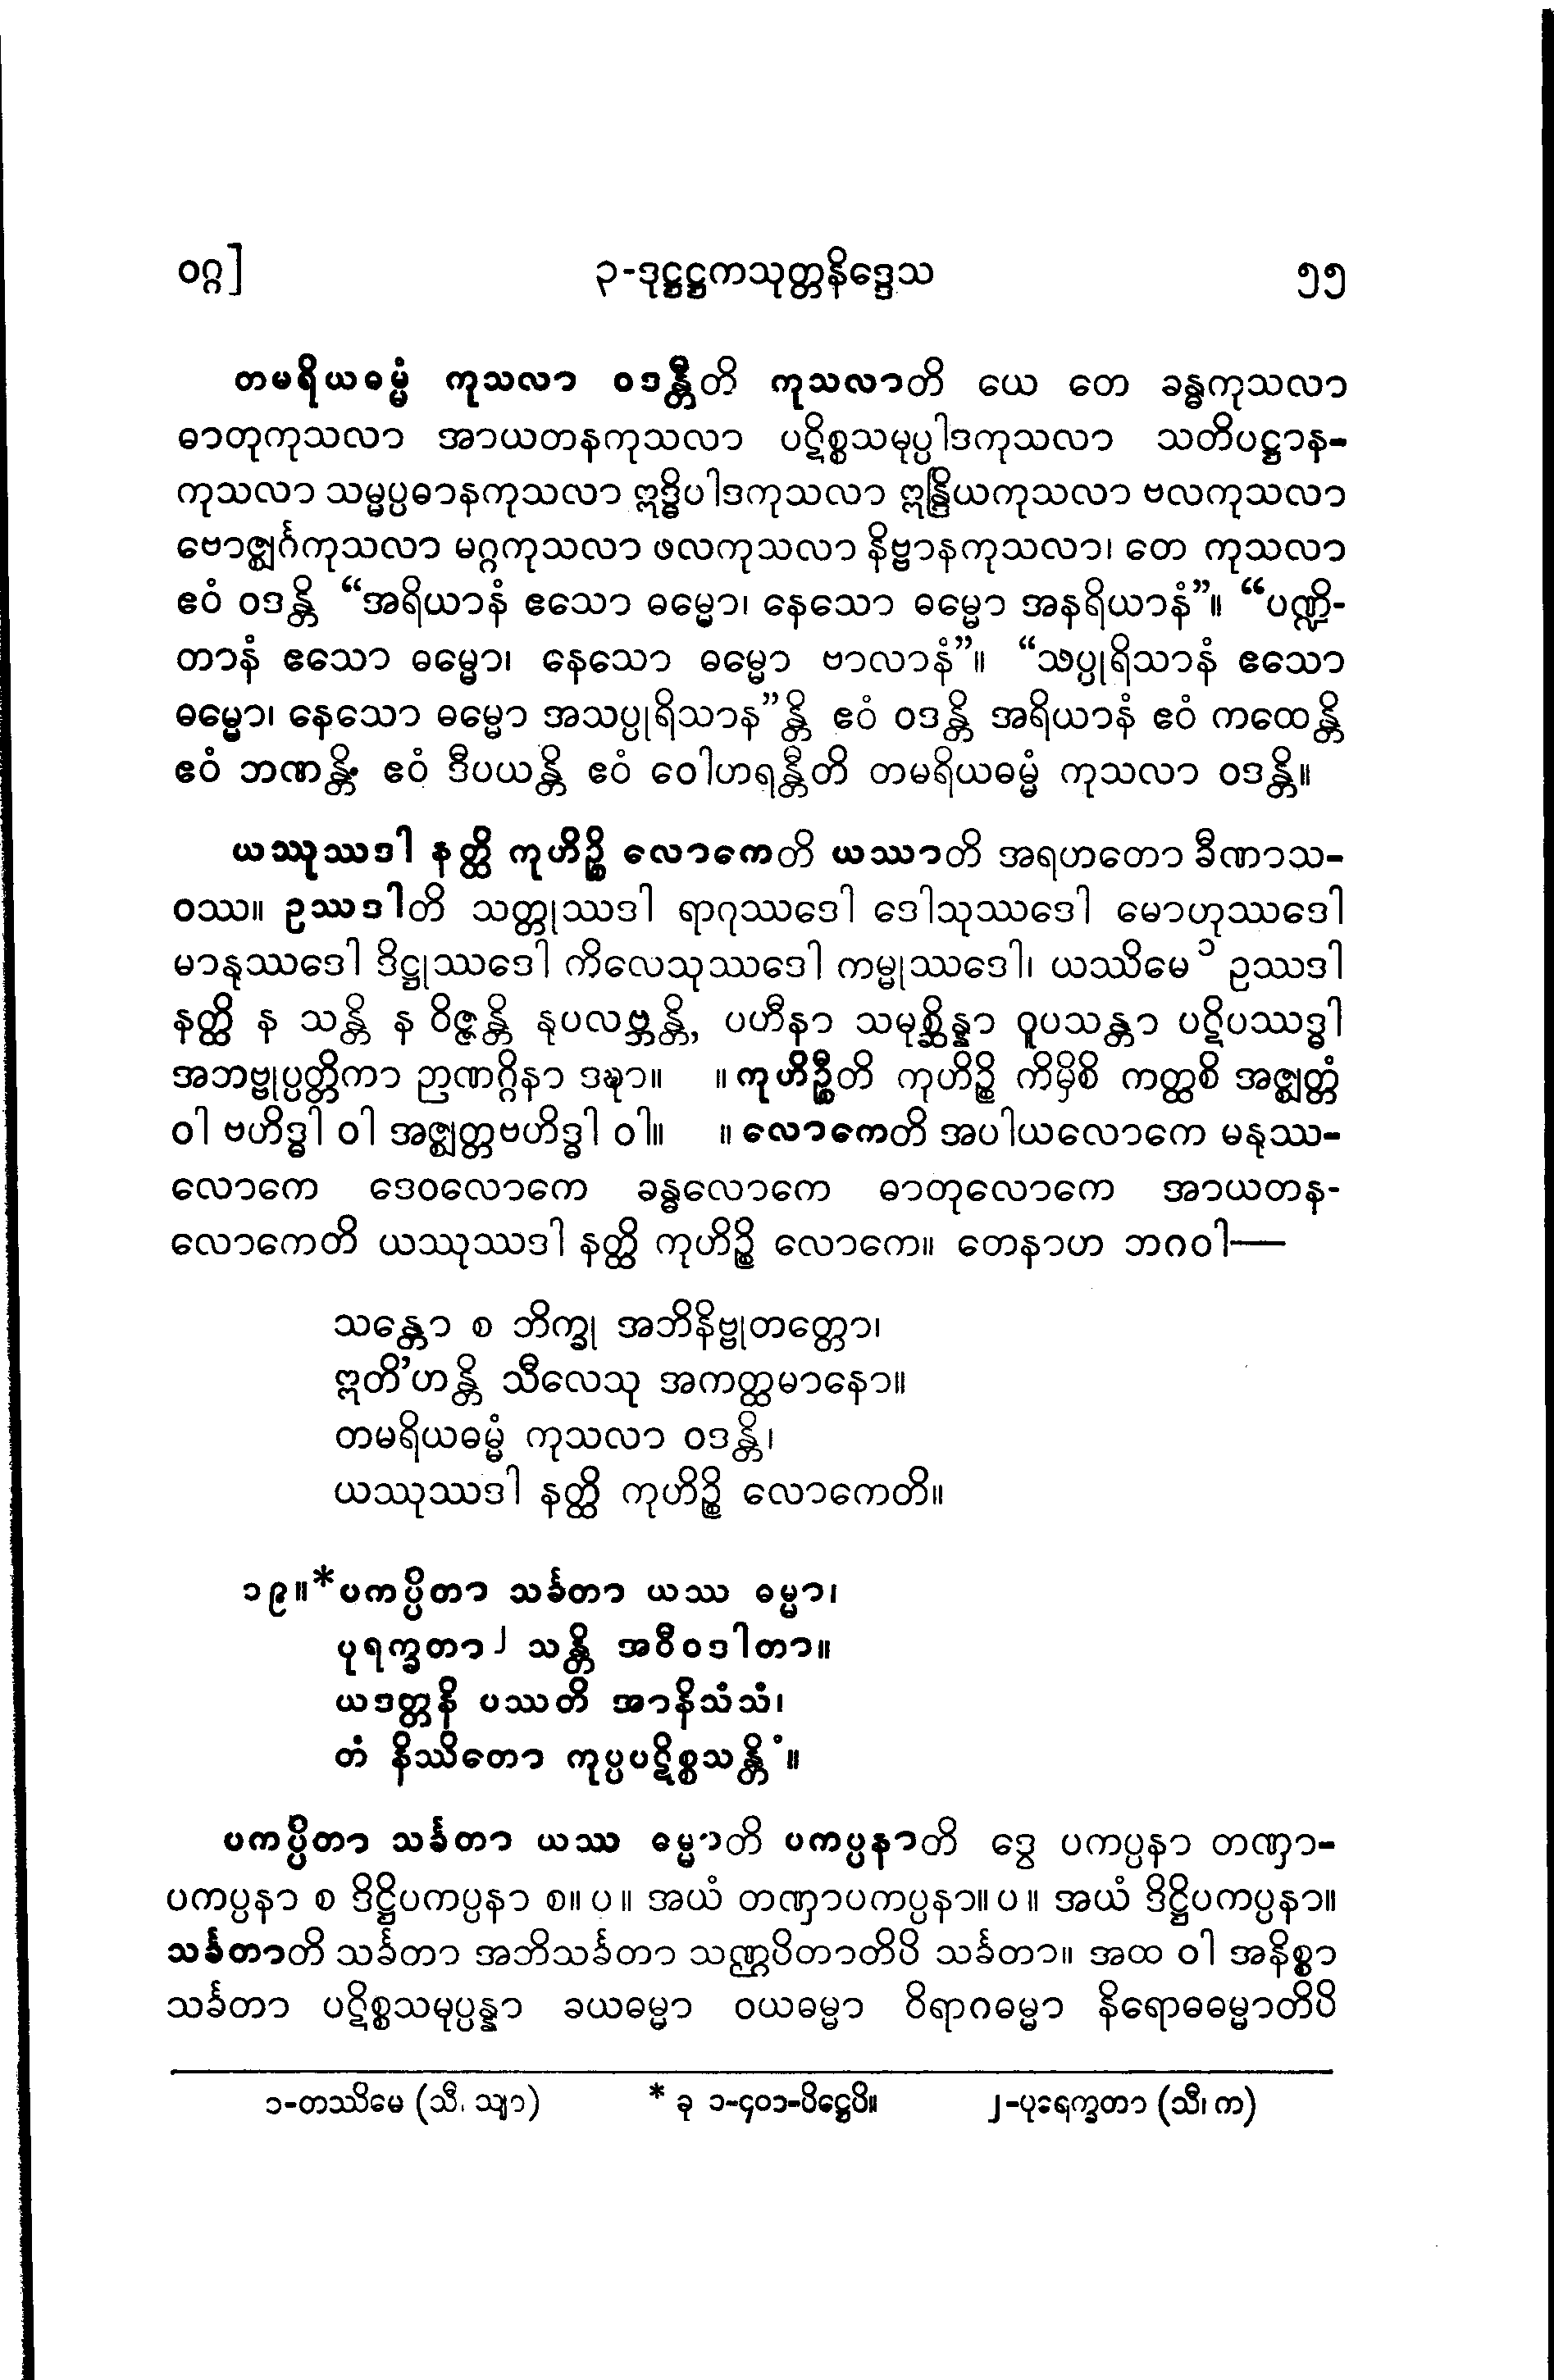 ဝဂ္ဂ] ၃-ဒုဋ္ဌဋ္ဌကသုတ္တနိဒ္ဒေသ ၅၅
တမရိယဓမ္မံ ကုသလာ ဝဒန္တီတိ ကုသလာတိ ယေ တေ ခန္ဓကုသလာ
ဓာတုကုသလာ အာယတနကုသလာ ပဋိစ္စသမုပ္ပါဒကုသလာ သတိပဋ္ဌာန-
ကုသလာ သမ္မပ္ပဓာနကုသလာ ဣဒ္ဓိပါဒကုသလာ ဣန္ဒြိယကုသလာ ဗလကုသလာ
ဗောဇ္ဈင်္ဂကုသလာ မဂ္ဂကုသလာ ဖလကုသလာ နိဗ္ဗာနကုသလာ၊ တေ ကုသလာ
ဧဝံ ဝဒန္တိ “အရိယာနံ ဧသော ဓမ္မော၊ နေသော ဓမ္မော အနရိယာနံ”။ “ပဏ္ဍိ-
တာနံ ဧသော ဓမ္မော၊ နေသော ဓမ္မော ဗာလာနံ”။ “သပ္ပုရိသာနံ ဧသော
ဓမ္မော၊ နေသော ဓမ္မော အသပ္ပုရိသာန”န္တိ ဧဝံ ဝဒန္တိ အရိယာနံ ဧဝံ ကထေန္တိ
ဧဝံ ဘဏန္တိ ဧဝံ ဒီပယန္တိ ဧဝံ ဝေါဟရန္တီတိ တမရိယဓမ္မံ ကုသလာ ဝဒန္တိ။
ယဿုဿဒါ နတ္ထိ ကုဟိဉ္စိ လောကေတိ ယဿာတိ အရဟတော ခီဏာသ-
ဝဿ။ ဥဿဒါတိ သတ္တုဿဒါ ရာဂုဿဒေါ ဒေါသုဿဒေါ မောဟုဿဒေါ
မာနုဿဒေါ ဒိဋ္ဌုဿဒေါ ကိလေသုဿဒေါ ကမ္မုဿဒေါ၊ ယဿိမေ ၁ ဥဿဒါ
နတ္ထိ န သန္တိ န ဝိဇ္ဇန္တိ နုပလဗ္ဘန္တိ, ပဟီနာ သမုစ္ဆိန္နာ ဝူပသန္တာ ပဋိပဿဒ္ဓါ
အဘဗ္ဗုပ္ပတ္တိကာ ဉာဏဂ္ဂိနာ ဒဍ္ဎာ။ ။ ကုဟိဉ္စီတိ ကုဟိဉ္စိ ကိမှိစိ ကတ္ထစိ အဇ္ဈတ္တံ
ဝါ ဗဟိဒ္ဓါ ဝါ အဇ္ဈတ္တဗဟိဒ္ဓါ ဝါ။ ။ လောကေတိ အပါယလောကေ မနုဿ-
လောကေ ဒေဝလောကေ ခန္ဓလောကေ ဓာတုလောကေ အာယတန-
လောကေတိ ယဿုဿဒါ နတ္ထိ ကုဟိဉ္စိ လောကေ။ တေနာဟ ဘဂဝါ—
သန္တော စ ဘိက္ခု အဘိနိဗ္ဗုတတ္တော၊
ဣတိ’ဟန္တိ သီလေသု အကတ္ထမာနော။
တမရိယဓမ္မံ ကုသလာ ဝဒန္တိ၊
ယဿုဿဒါ နတ္ထိ ကုဟိဉ္စိ လောကေတိ။
၁၉။*ပကပ္ပိတာ သင်္ခတာ ယဿ ဓမ္မာ၊
ပုရက္ခတာ ၂ သန္တိ အဝီဝဒါတာ။
ယဒတ္တနိ ပဿတိ အာနိသံသံ၊
တံ နိဿိတော ကုပ္ပပဋိစ္စသန္တိံ။
ပကပ္ပိတာ သင်္ခတာ ယဿ ဓမ္မာတိ ပကပ္ပနာတိ ဒွေ ပကပ္ပနာ တဏှာ-
ပကပ္ပနာ စ ဒိဋ္ဌိပကပ္ပနာ စ။ ပ ။ အယံ တဏှာပကပ္ပနာ။ ပ ။ အယံ ဒိဋ္ဌိပကပ္ပနာ။
သင်္ခတာတိ သင်္ခတာ အဘိသင်္ခတာ သဏ္ဌပိတာတိပိ သင်္ခတာ။ အထ ဝါ အနိစ္စာ
သင်္ခတာ ပဋိစ္စသမုပ္ပန္နာ ခယဓမ္မာ ဝယဓမ္မာ ဝိရာဂဓမ္မာ နိရောဓဓမ္မာတိပိ
၁-တဿိမေ (သီ၊ သျာ) * ခု ၁-၄၀၁-ပိဋ္ဌေပိ။ ၂-ပုရေက္ခတာ (သီ၊ က)